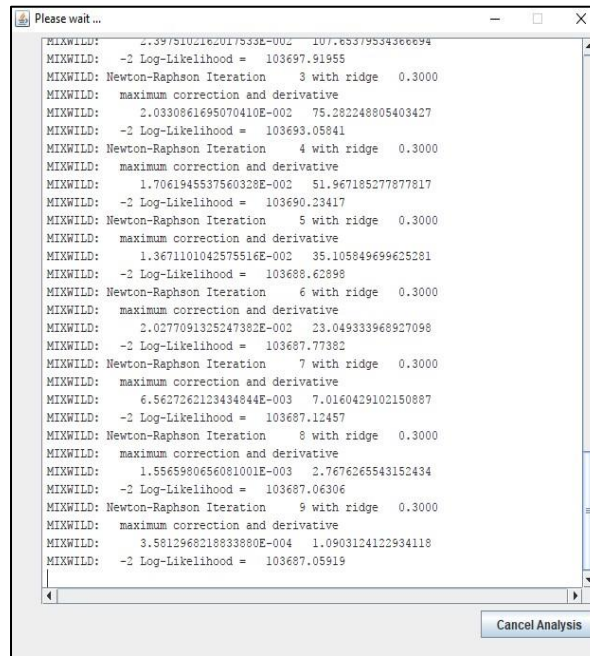 Please wait ...
MIXWILD: 2.3975102162017533E-002 107.65379534366694
MIXWILD: -2 Log-Likelihood = 103697.91955
MIXWILD: Newton-Raphson Iteration 3 with ridge 0.3000
MIXWILD: maximum correction and derivative
MIXWILD: 2.0330861695070410E-002 75.282248805403427
MIXWILD: -2 Log-Likelihood = 103693.05841
MIXWILD: Newton-Raphson Iteration 4 with ridge 0.3000
MIXWILD: maximum correction and derivative
MIXWILD: 1.7061945537560328E-002 51.967185277877817
MIXWILD: -2 Log-Likelihood = 103690.23417
MIXWILD: Newton-Raphson Iteration 5 with ridge 0.3000
MIXWILD: maximum correction and derivative
MIXWILD: 1.3671101042575516E-002 35.105849699625281
MIXWILD: -2 Log-Likelihood = 103688.62898
MIXWILD: Newton-Raphson Iteration 6 with ridge 0.3000
MIXWILD: maximum correction and derivative
MIXWILD: 2.0277091325247382E-002 23.049333968927098
MIXWILD: -2 Log-Likelihood = 103687.77382
MIXWILD: Newton-Raphson Iteration 7 with ridge 0.3000
MIXWILD: maximum correction and derivative
MIXWILD: 6.5627262123434844E-003 7.0160429102150887
MIXWILD: -2 Log-Likelihood = 103687.12457
MIXWILD: Newton-Raphson Iteration 8 with ridge 0.3000
MIXWILD: maximum correction and derivative
MIXWILD: 1.5565980656081001E-003 2.7676265543152434
MIXWILD: -2 Log-Likelihood = 103687.06306
MIXWILD: Newton-Raphson Iteration 9 with ridge 0.3000
MIXWILD: maximum correction and derivative
MIXWILD: 3.5812968218833880E-004 1.0903124122934118
MIXWILD: -2 Log-Likelihood = 103687.05919
Cancel Analysis